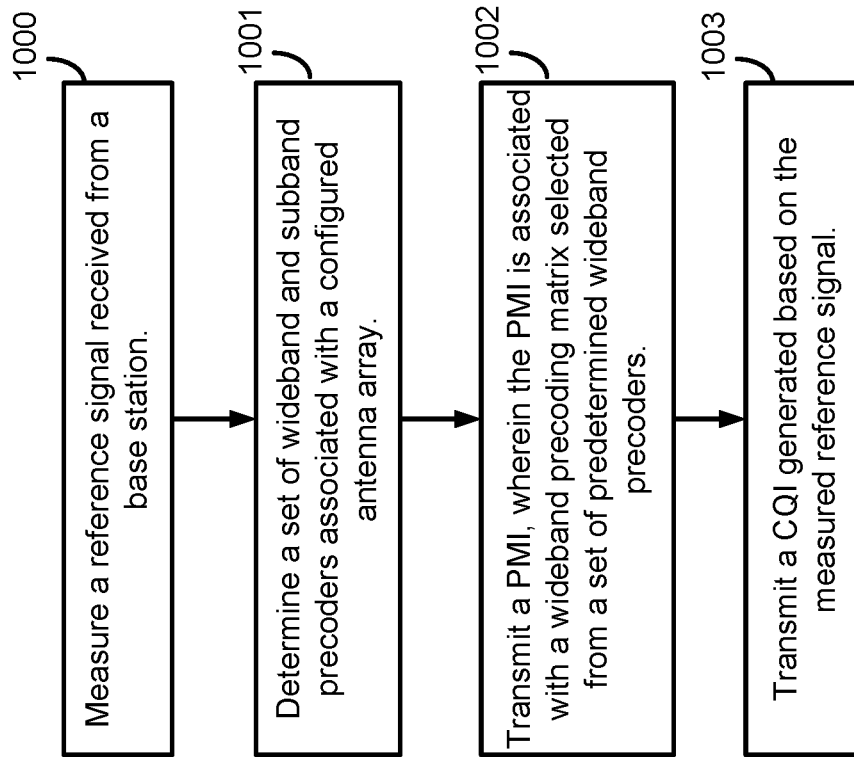 1000
Measure a reference signal received from a
base station.
1001
Determine a set of wideband and subband
precoders associated with a configured
antenna array.
1002
Transmit a PMI, wherein the PMI is associated
with a wideband precoding matrix selected
from a set of predetermined wideband
precoders.
1003
Transmit a CQI generated based on the
measured reference signal.